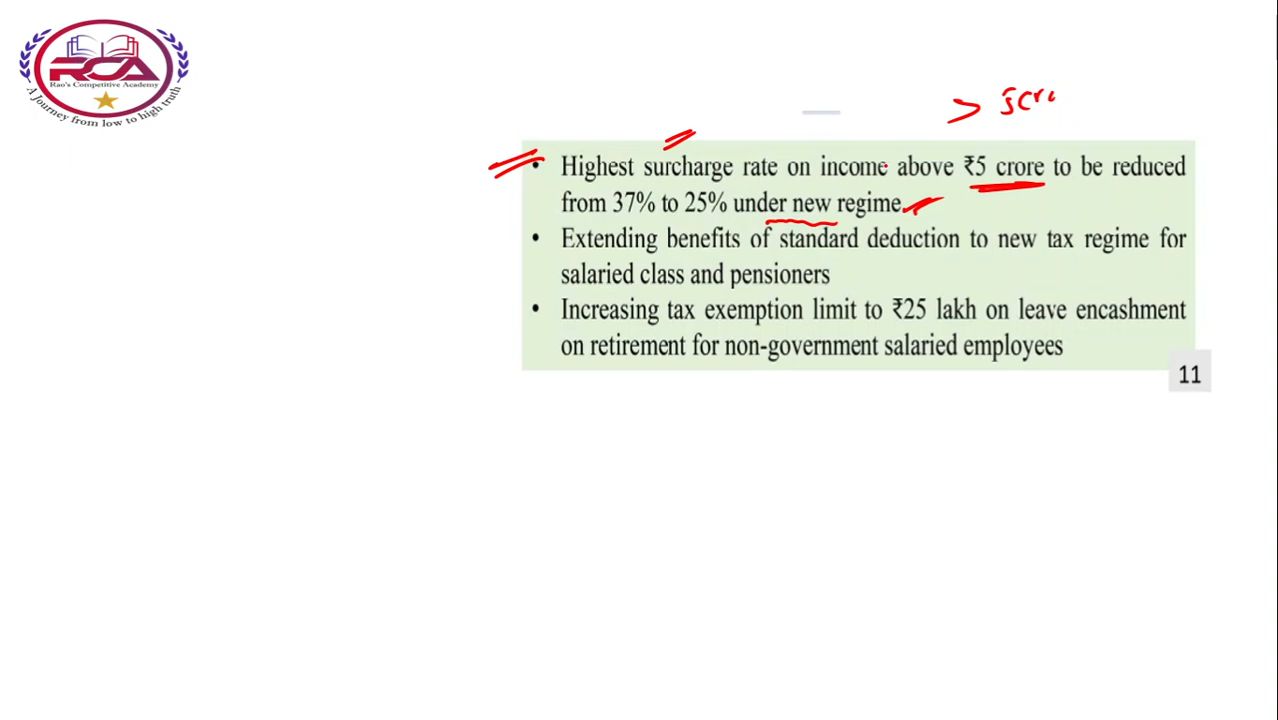 RCA
Rao's Competitive Academy
A Journey from low to high truth
> 5cr
• Highest surcharge rate on income above ₹5 crore to be reduced
from 37% to 25% under new regime.
• Extending benefits of standard deduction to new tax regime for
salaried class and pensioners
• Increasing tax exemption limit to ₹25 lakh on leave encashment
on retirement for non-government salaried employees
11